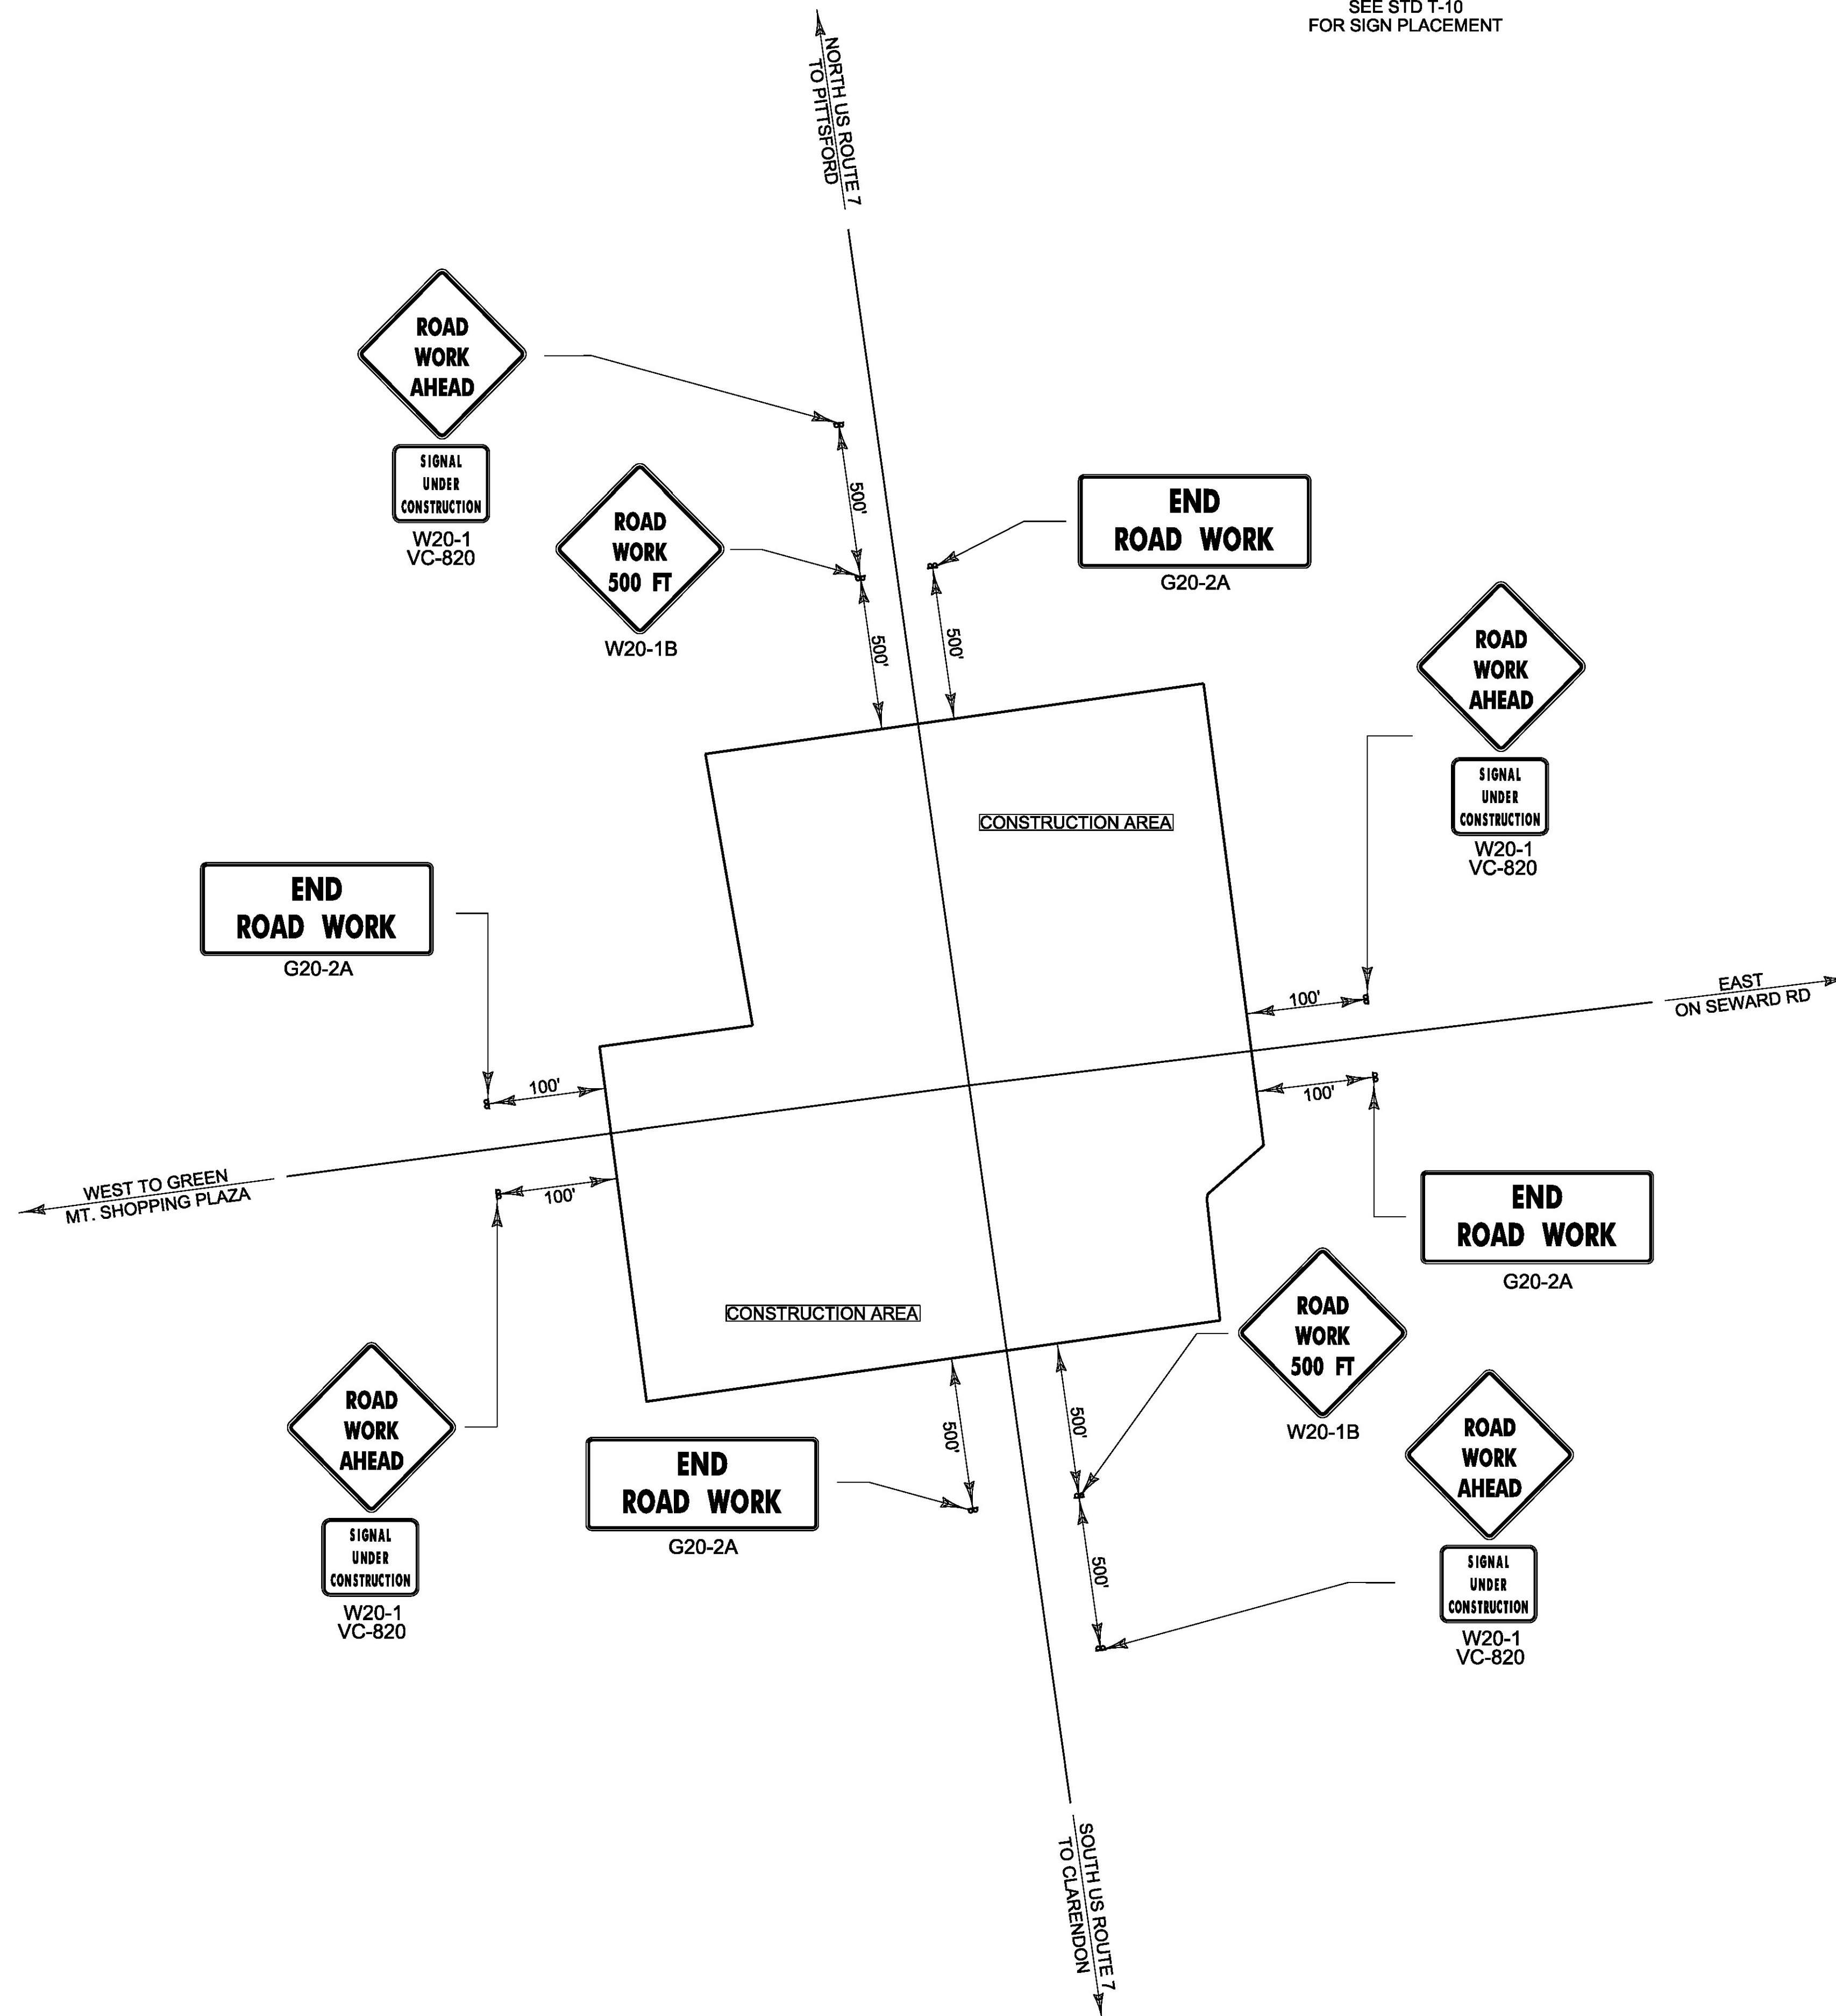 SEE STD T-10
FOR SIGN PLACEMENT
NORTH US ROUTE 7
TO PITTSFORD
ROAD
WORK
AHEAD
SIGNAL
UNDER
CONSTRUCTION
W20-1
VC-820
500'
ROAD
WORK
500 FT
W20-1B
500'
END
ROAD WORK
G20-2A
500'
ROAD
WORK
AHEAD
SIGNAL
UNDER
CONSTRUCTION
W20-1
VC-820
CONSTRUCTION AREA
END
ROAD WORK
G20-2A
100'
100'
EAST
ON SEWARD RD
100'
WEST TO GREEN
MT. SHOPPING PLAZA
100'
END
ROAD WORK
G20-2A
CONSTRUCTION AREA
ROAD
WORK
500 FT
W20-1B
ROAD
WORK
AHEAD
SIGNAL
UNDER
CONSTRUCTION
W20-1
VC-820
END
ROAD WORK
G20-2A
500'
500'
500'
ROAD
WORK
AHEAD
SIGNAL
UNDER
CONSTRUCTION
W20-1
VC-820
SOUTH US ROUTE 7
TO CLARENDON